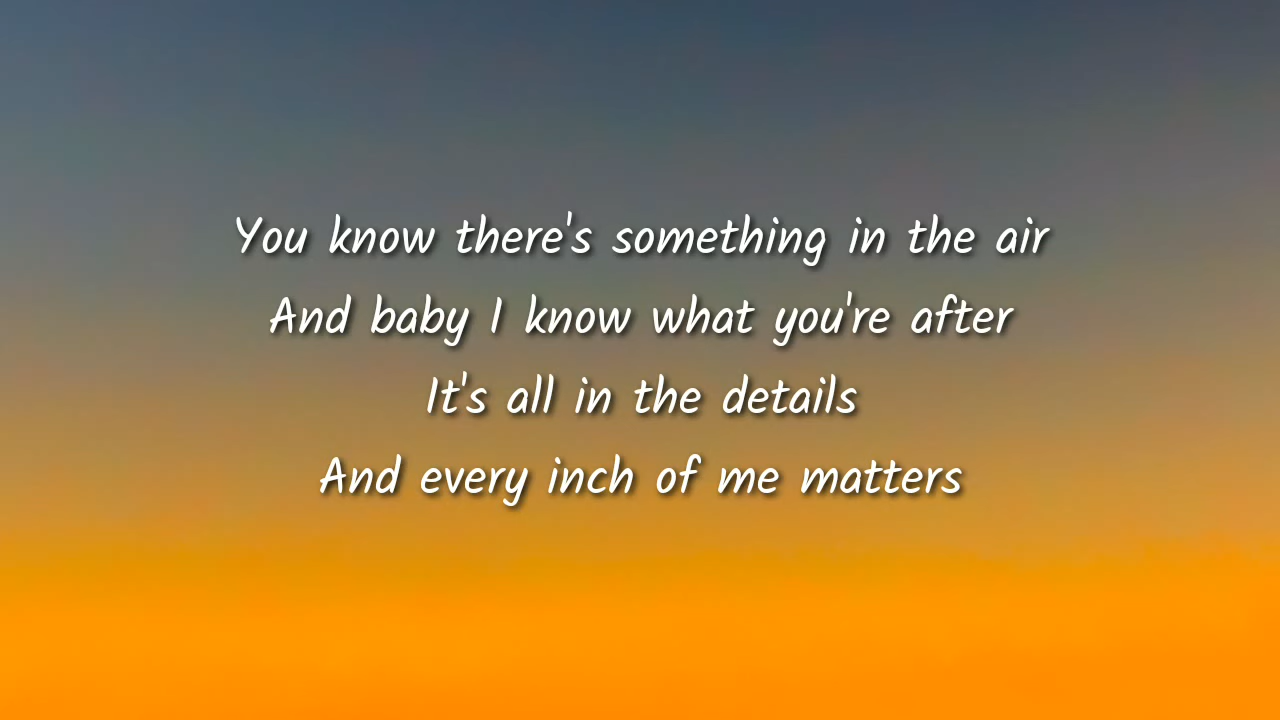 You know there's something in the air
And baby I know what you're after
It's all in the details
And every inch of me matters